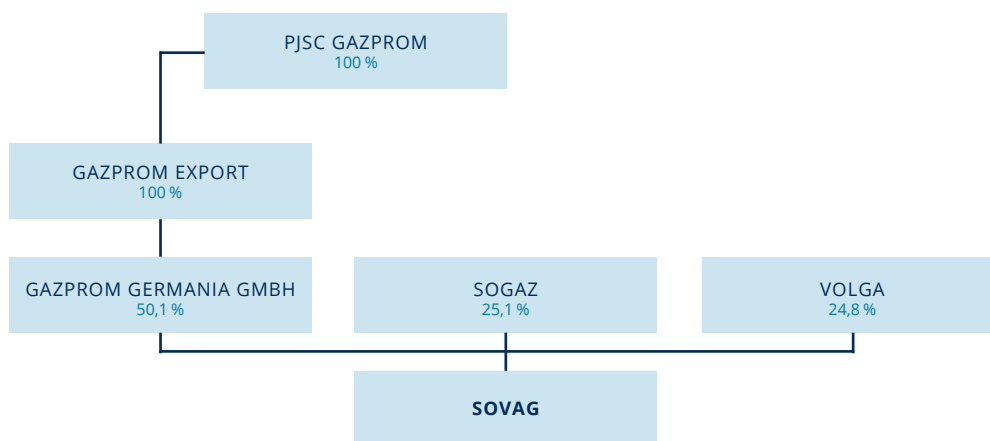 PJSC GAZPROM
100 %
GAZPROM EXPORT
100 %
GAZPROM GERMANIA GMBH
50,1 %
SOGAZ
25,1 %
VOLGA
24,8 %
SOVAG